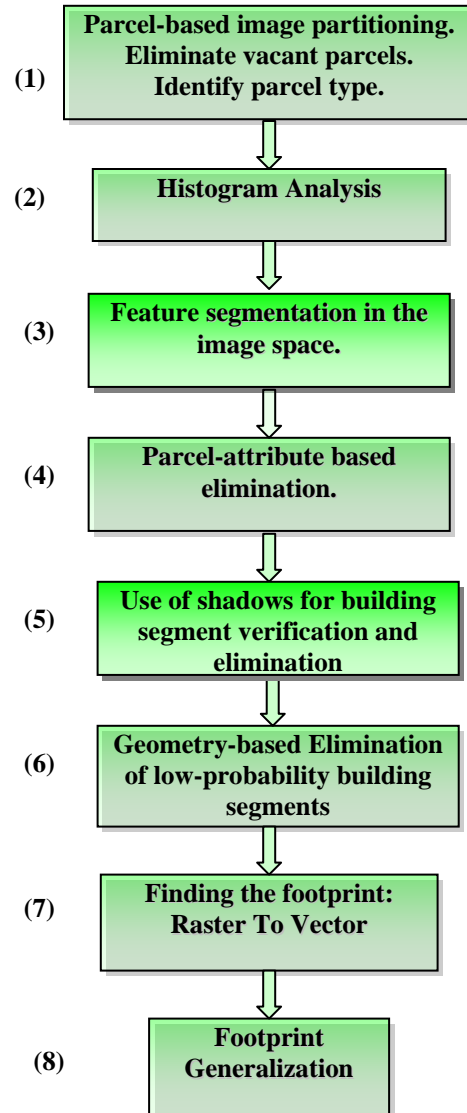 Parcel-based image partitioning.
Eliminate vacant parcels.
(1)
Identify parcel type.
(2)
Histogram Analysis
Feature segmentation in the
(3)
image space.
Parcel-attribute based
(4)
elimination.
Use of shadows for building
(5)
segment verification and
elimination
Geometry-based Elimination
(6)
of low-probability building
segments
Finding the footprint:
(7)
Raster To Vector
Footprint
(8)
Generalization